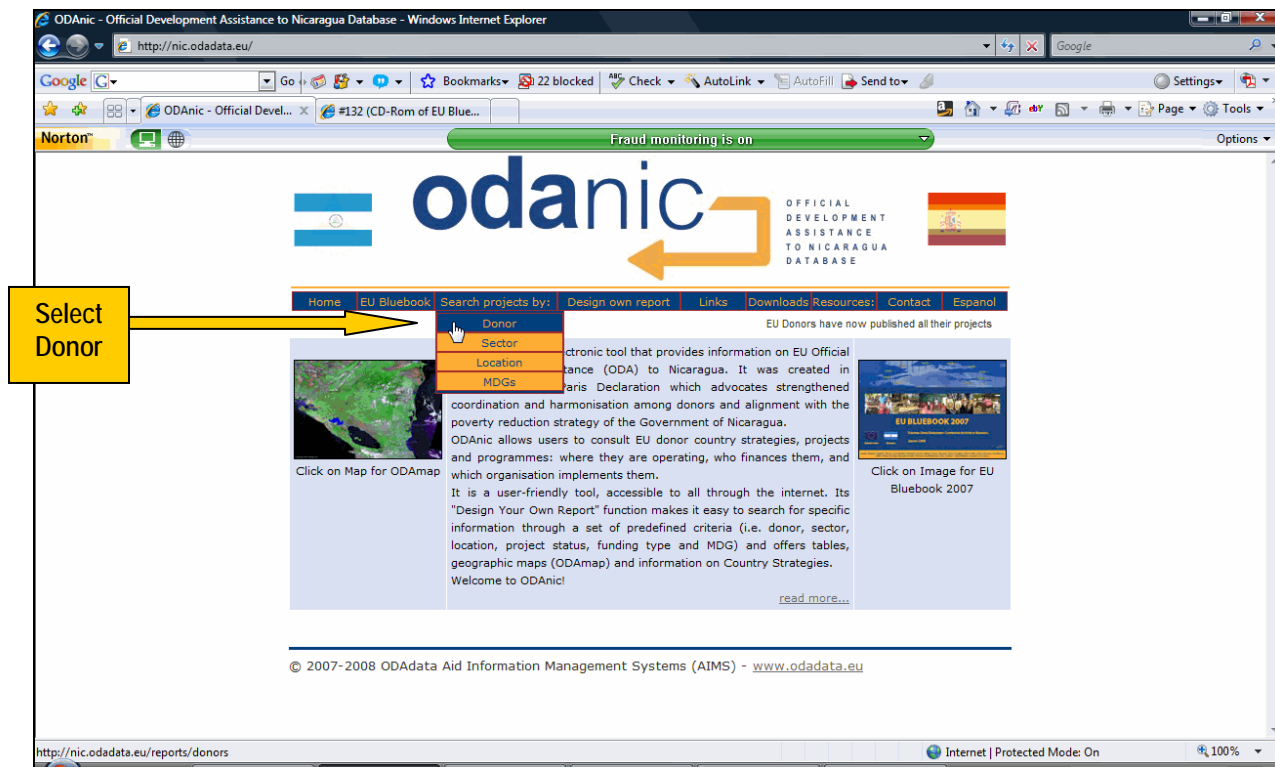 ODAnic - Official Development Assistance to Nicaragua Database - Windows Internet Explorer
http://nic.odadata.eu/
Google
Google G Go Bookmarks 22 blocked ABC Check AutoLink AutoFill Send to Settings
ODAnic - Official Devel... X #132 (CD-Rom of EU Blue... ebY Page Tools
Norton™ Fraud monitoring is on Options
odanic
OFFICIAL
DEVELOPMENT
ASSISTANCE
TO NICARAGUA
DATABASE
Home EU Bluebook Search projects by: Design own report Links Downloads Resources: Contact Espanol
Select
Donor
Donor
Sector
Location
MDGs
EU Donors have now published all their projects
Click on Map for ODAmap
ctronic tool that provides information on EU Official
tance (ODA) to Nicaragua. It was created in
Paris Declaration which advocates strengthened
coordination and harmonisation among donors and alignment with the
poverty reduction strategy of the Government of Nicaragua.
ODAnic allows users to consult EU donor country strategies, projects
and programmes: where they are operating, who finances them, and
which organisation implements them.
It is a user-friendly tool, accessible to all through the internet. Its
"Design Your Own Report" function makes it easy to search for specific
information through a set of predefined criteria (i.e. donor, sector,
location, project status, funding type and MDG) and offers tables,
geographic maps (ODAmap) and information on Country Strategies.
Welcome to ODAnic!
read more...
EU BLUEBOOK 2007
Click on Image for EU
Bluebook 2007
© 2007-2008 ODAdata Aid Information Management Systems (AIMS) - www.odadata.eu
http://nic.odadata.eu/reports/donors
Internet | Protected Mode: On
100%